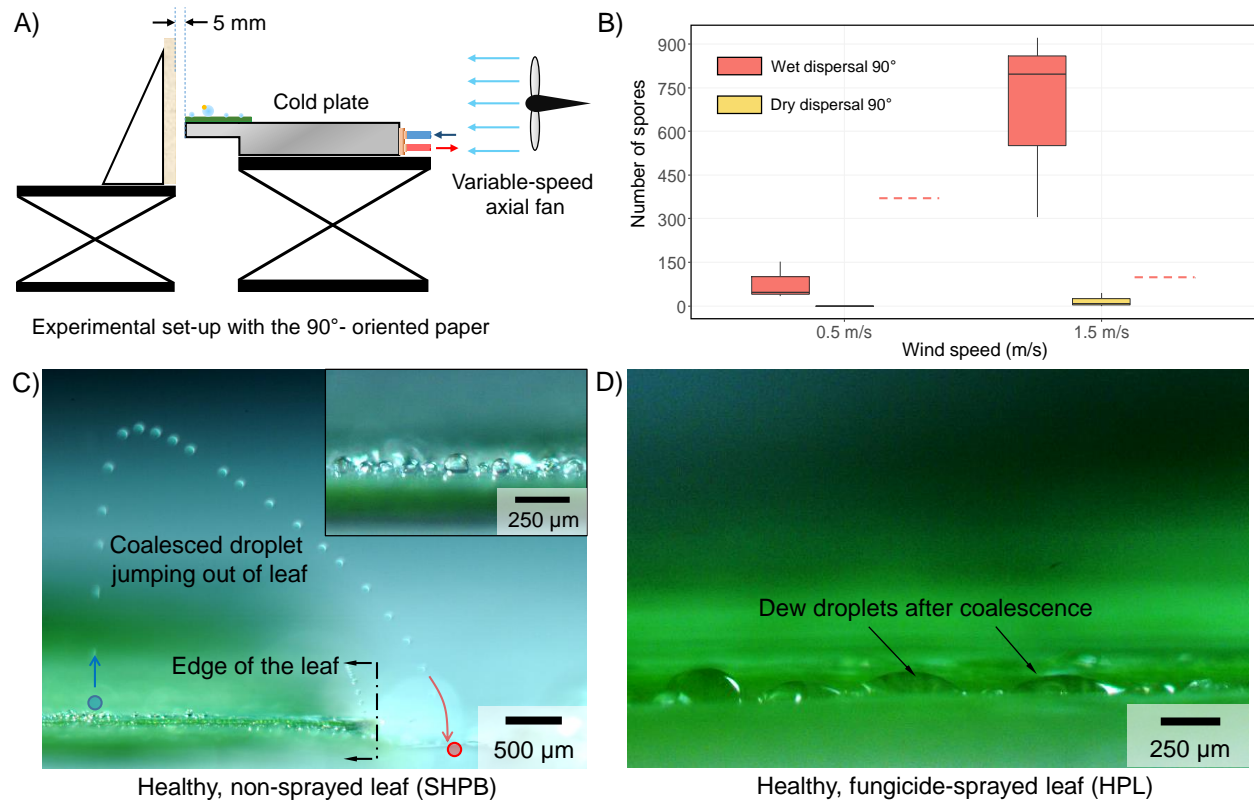 A)
5 mm
Cold plate
Variable-speed
axial fan
Experimental set-up with the 90°- oriented paper
B)
Number of spores
900
750
600
450
300
150
0
Wet dispersal 90°
Dry dispersal 90°
0.5 m/s
1.5 m/s
Wind speed (m/s)
C)
250 µm
Coalesced droplet
jumping out of leaf
Edge of the leaf
500 µm
Healthy, non-sprayed leaf (SHPB)
D)
Dew droplets after coalescence
250 µm
Healthy, fungicide-sprayed leaf (HPL)